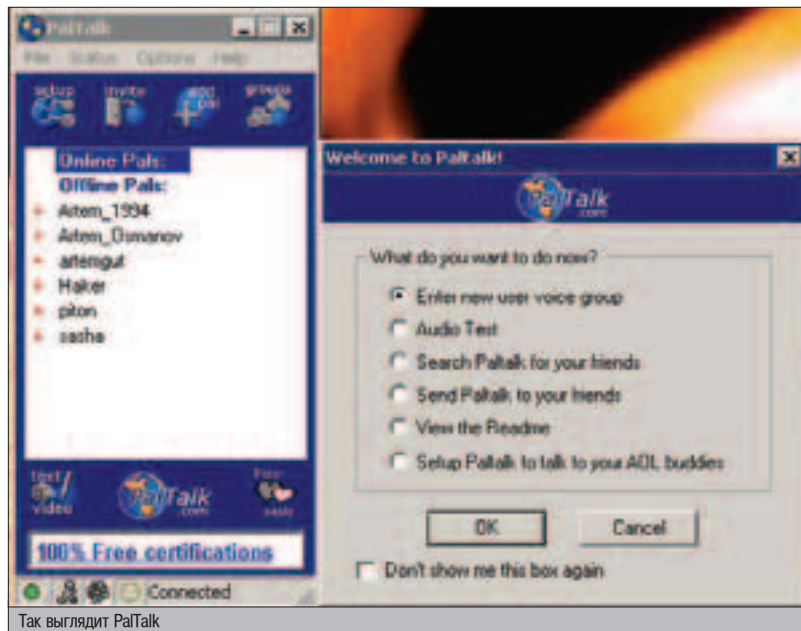 PalTalk
File Status Options Help
setup invite add pal groups
Online Pals:
Offline Pals:
Artem_1994
Artem_Osmanov
artemgut
Haker
piton
sasha
text/
video
PalTalk
.com
100% Free certifications
Connected
Welcome to Paltalk!
PalTalk
.com
What do you want to do now?
Enter new user voice group
Audio Test
Search Paltalk for your friends
Send Paltalk to your friends
View the Readme
Setup Paltalk to talk to your AOL buddies
OK Cancel
Don't show me this box again
Так выглядит PalTalk